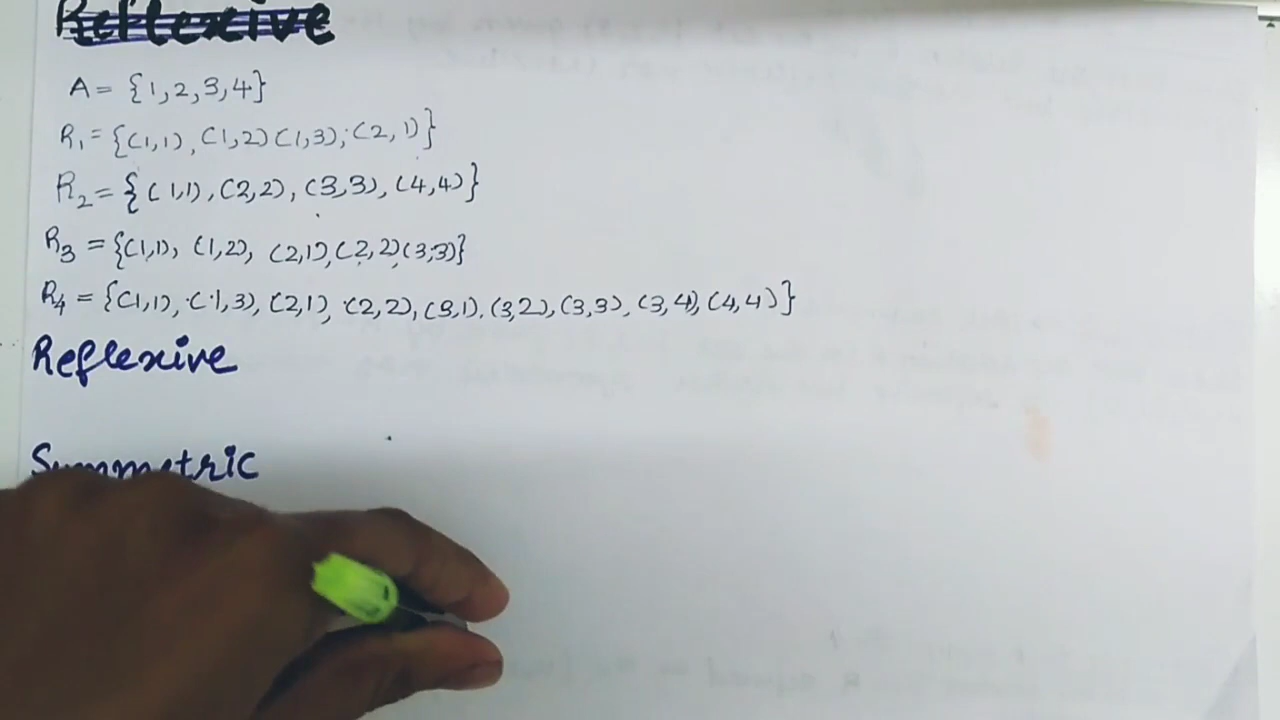 Reflexive
A = {1,2,3,4}
R1 = {(1,1), (1,2) (1,3), (2,1)}
R2 = {(1,1), (2,2), (3,3), (4,4)}
R3 = {(1,1), (1,2), (2,1), (2,2), (3,3)}
R4 = {(1,1), (1,3), (2,1), (2,2), (3,1), (3,2), (3,3), (3,4), (4,4)}
Reflexive
Symmetric